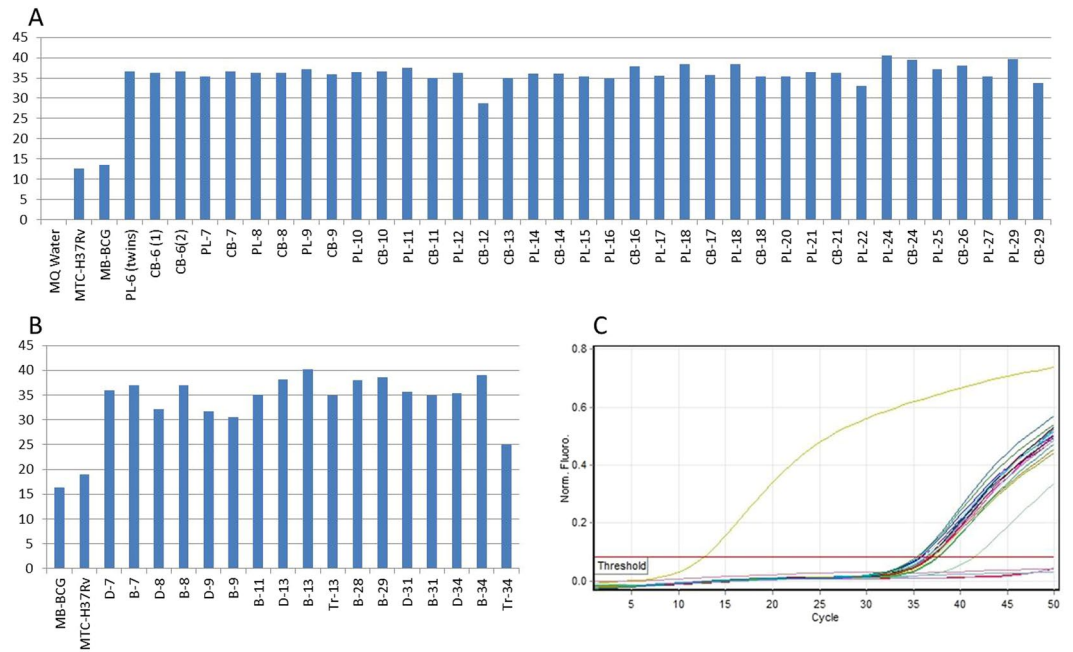 A
45
40
35
30
25
20
15
10
5
0
MQ Water
MTC-H37Rv
MB-BCG
PL-6 (twins)
CB-6 (1)
CB-6(2)
PL-7
CB-7
PL-8
CB-8
PL-9
CB-9
PL-10
CB-10
PL-11
CB-11
PL-12
CB-12
CB-13
PL-14
CB-14
PL-15
PL-16
CB-16
PL-17
PL-18
CB-17
PL-18
CB-18
PL-20
PL-21
CB-21
PL-22
PL-24
CB-24
PL-25
CB-26
PL-27
PL-29
CB-29
B
45
40
35
30
25
20
15
10
5
0
MB-BCG
MTC-H37Rv
D-7
B-7
D-8
B-8
D-9
B-9
B-11
D-13
B-13
Tr-13
B-28
B-29
D-31
B-31
D-34
B-34
Tr-34
C
0.8
0.6
0.4
0.2
0.0
Norm. Fluoro.
Threshold
5
10
15
20
25
30
35
40
45
50
Cycle